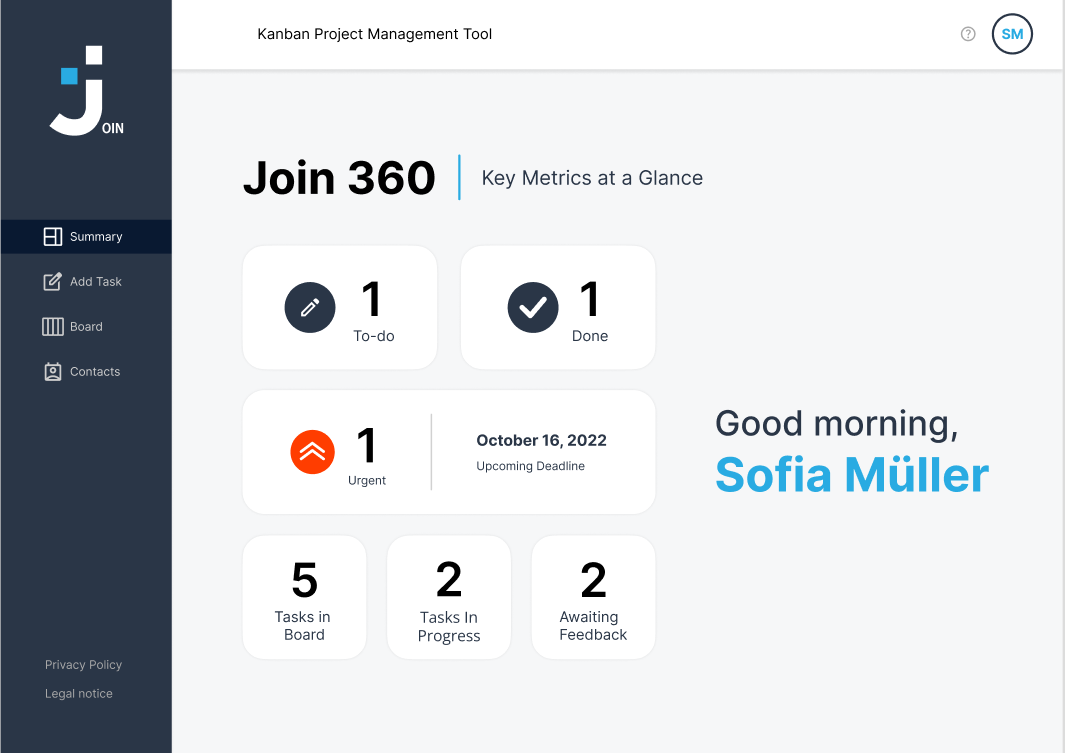 Kanban Project Management Tool
?
SM
JOIN
Summary
Add Task
Board
Contacts
Privacy Policy
Legal notice
Join 360
Key Metrics at a Glance
1
To-do
1
Done
1
Urgent
October 16, 2022
Upcoming Deadline
5
Tasks in
Board
2
Tasks In
Progress
2
Awaiting
Feedback
Good morning,
Sofia Müller